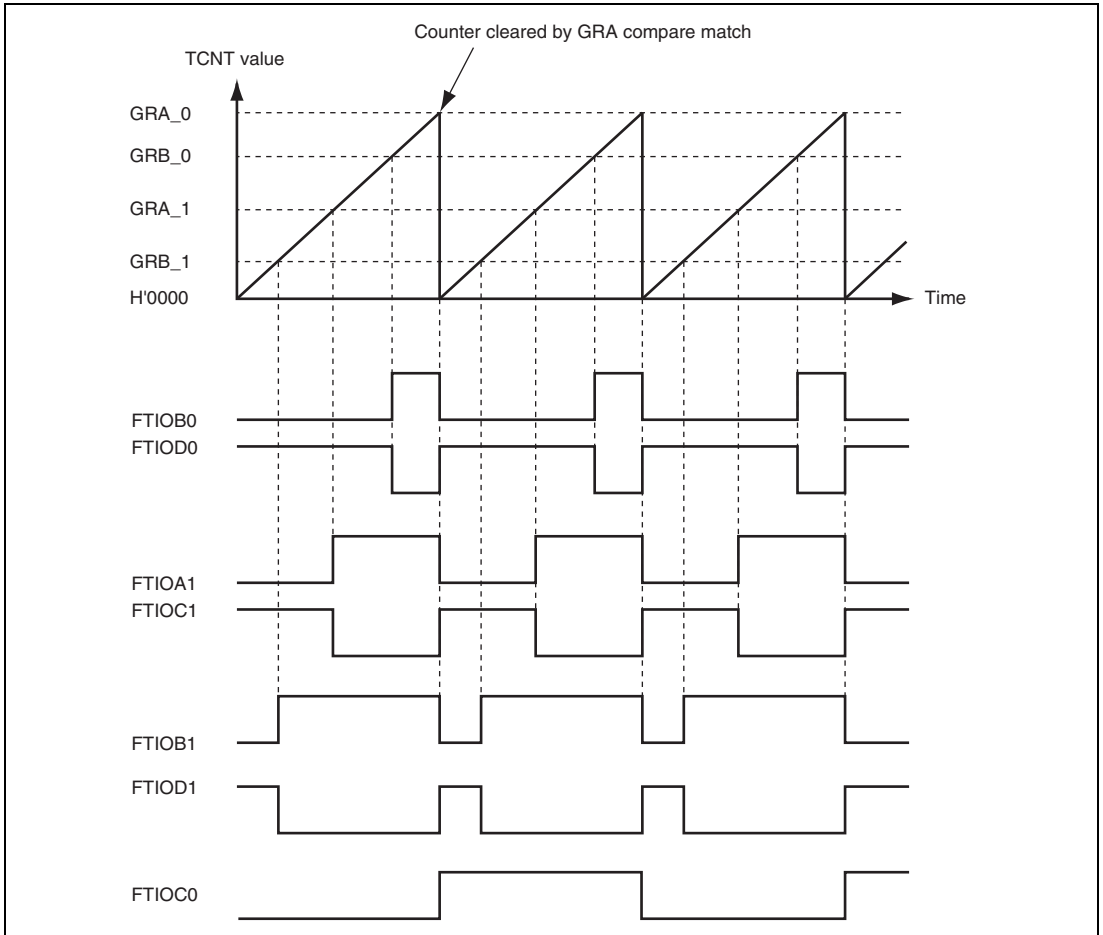 Counter cleared by GRA compare match
TCNT value
GRA_0
GRB_0
GRA_1
GRB_1
H'0000
Time
FTIOB0
FTIOD0
FTIOA1
FTIOC1
FTIOB1
FTIOD1
FTIOC0